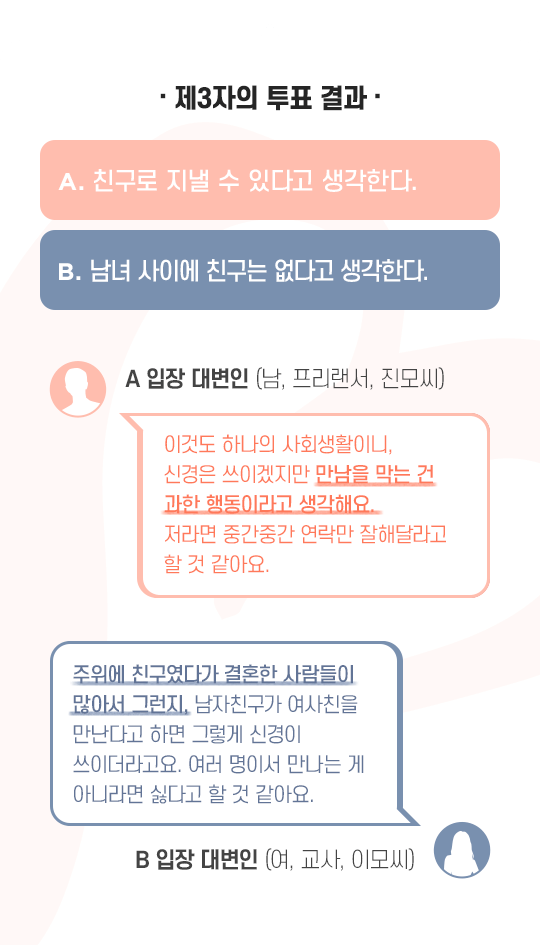 · 제3자의 투표 결과 ·
A. 친구로 지낼 수 있다고 생각한다.
B. 남녀 사이에 친구는 없다고 생각한다.
A 입장 대변인 (남, 프리랜서, 진모씨)
이것도 하나의 사회생활이니,
신경은 쓰이겠지만 만남을 막는 건
과한 행동이라고 생각해요.
저라면 중간중간 연락만 잘해달라고
할 것 같아요.
주위에 친구였다가 결혼한 사람들이
많아서 그런지, 남자친구가 여사친을
만난다고 하면 그렇게 신경이
쓰이더라고요. 여러 명이서 만나는 게
아니라면 싫다고 할 것 같아요.
B 입장 대변인 (여, 교사, 이모씨)